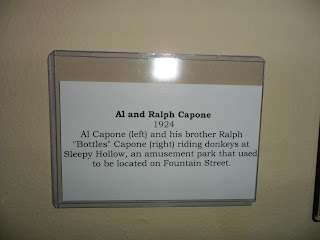 Al and Ralph Capone
1924
Al Capone (left) and his brother Ralph
"Bottles" Capone (right) riding donkeys at
Sleepy Hollow, an amusement park that used
to be located on Fountain Street.